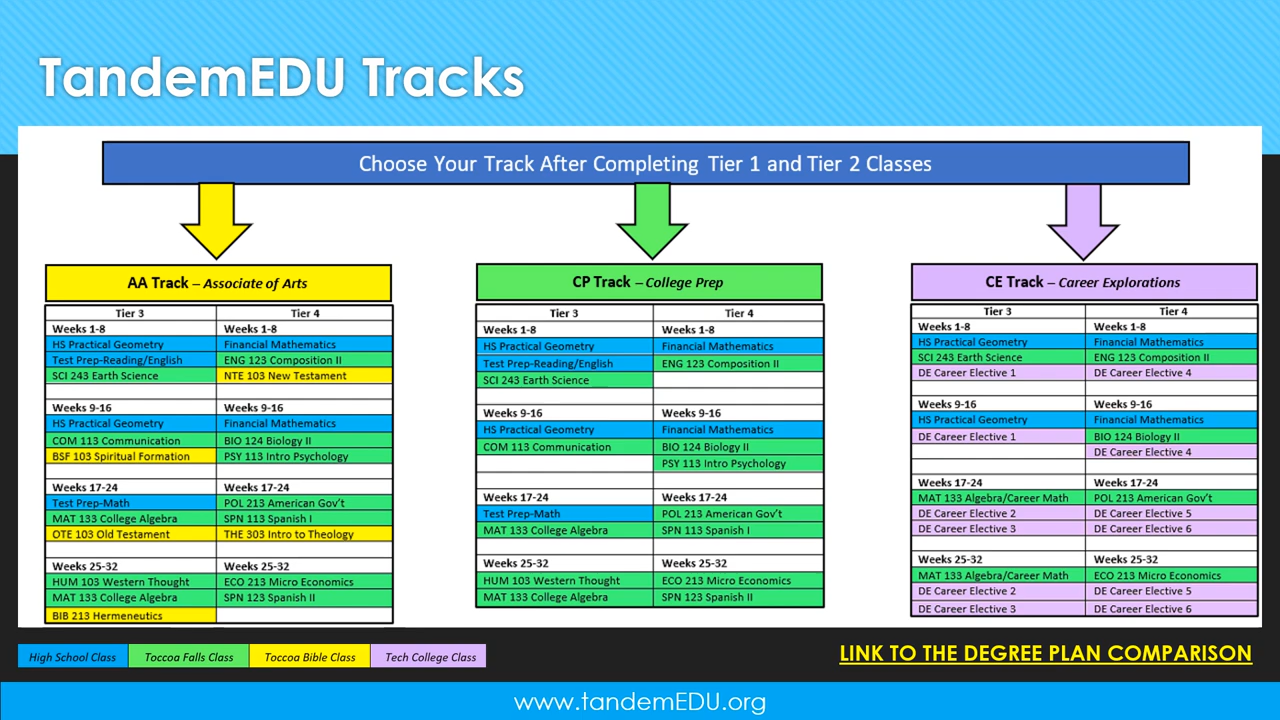 TandemEDU Tracks
Choose Your Track After Completing Tier 1 and Tier 2 Classes
AA Track – Associate of Arts
Tier 3 Tier 4
Weeks 1-8 Weeks 1-8
HS Practical Geometry Financial Mathematics
Test Prep-Reading/English ENG 123 Composition II
SCI 243 Earth Science NTE 103 New Testament
Weeks 9-16 Weeks 9-16
HS Practical Geometry Financial Mathematics
COM 113 Communication BIO 124 Biology II
BSF 103 Spiritual Formation PSY 113 Intro Psychology
Weeks 17-24 Weeks 17-24
Test Prep-Math POL 213 American Gov't
MAT 133 College Algebra SPN 113 Spanish I
OTE 103 Old Testament THE 303 Intro to Theology
Weeks 25-32 Weeks 25-32
HUM 103 Western Thought ECO 213 Micro Economics
MAT 133 College Algebra SPN 123 Spanish II
BIB 213 Hermeneutics
CP Track – College Prep
Tier 3 Tier 4
Weeks 1-8 Weeks 1-8
HS Practical Geometry Financial Mathematics
Test Prep-Reading/English ENG 123 Composition II
SCI 243 Earth Science
Weeks 9-16 Weeks 9-16
HS Practical Geometry Financial Mathematics
COM 113 Communication BIO 124 Biology II
PSY 113 Intro Psychology
Weeks 17-24 Weeks 17-24
Test Prep-Math POL 213 American Gov't
MAT 133 College Algebra SPN 113 Spanish I
Weeks 25-32 Weeks 25-32
HUM 103 Western Thought ECO 213 Micro Economics
MAT 133 College Algebra SPN 123 Spanish II
CE Track – Career Explorations
Tier 3 Tier 4
Weeks 1-8 Weeks 1-8
HS Practical Geometry Financial Mathematics
SCI 243 Earth Science ENG 123 Composition II
DE Career Elective 1 DE Career Elective 4
Weeks 9-16 Weeks 9-16
HS Practical Geometry Financial Mathematics
DE Career Elective 1 BIO 124 Biology II
DE Career Elective 4
Weeks 17-24 Weeks 17-24
MAT 133 Algebra/Career Math POL 213 American Gov't
DE Career Elective 2 DE Career Elective 5
DE Career Elective 3 DE Career Elective 6
Weeks 25-32 Weeks 25-32
MAT 133 Algebra/Career Math ECO 213 Micro Economics
DE Career Elective 2 DE Career Elective 5
DE Career Elective 3 DE Career Elective 6
High School Class Toccoa Falls Class Toccoa Bible Class Tech College Class
LINK TO THE DEGREE PLAN COMPARISON
www.tandemEDU.org